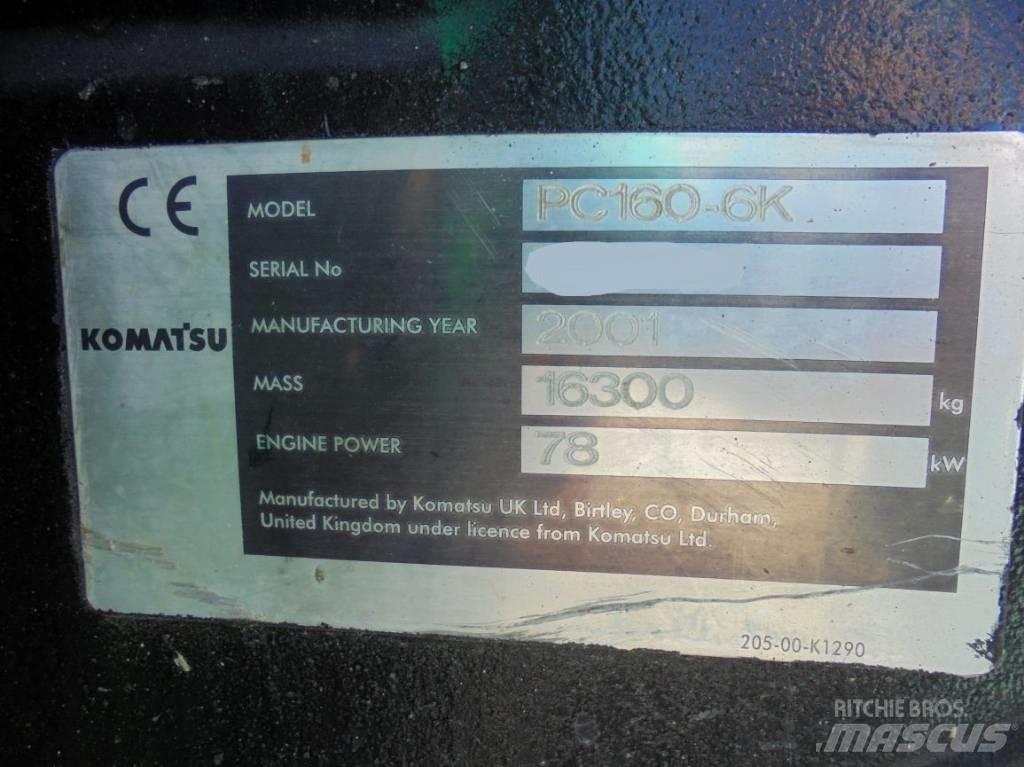 CE
KOMATSU
MODEL PC160-6K
SERIAL No
MANUFACTURING YEAR 2001
MASS 16300 kg
ENGINE POWER 78 kW
Manufactured by Komatsu UK Ltd, Birtley, CO, Durham,
United Kingdom under licence from Komatsu Ltd.
205-00-K1290
RITCHIE BROS.
MASCUS